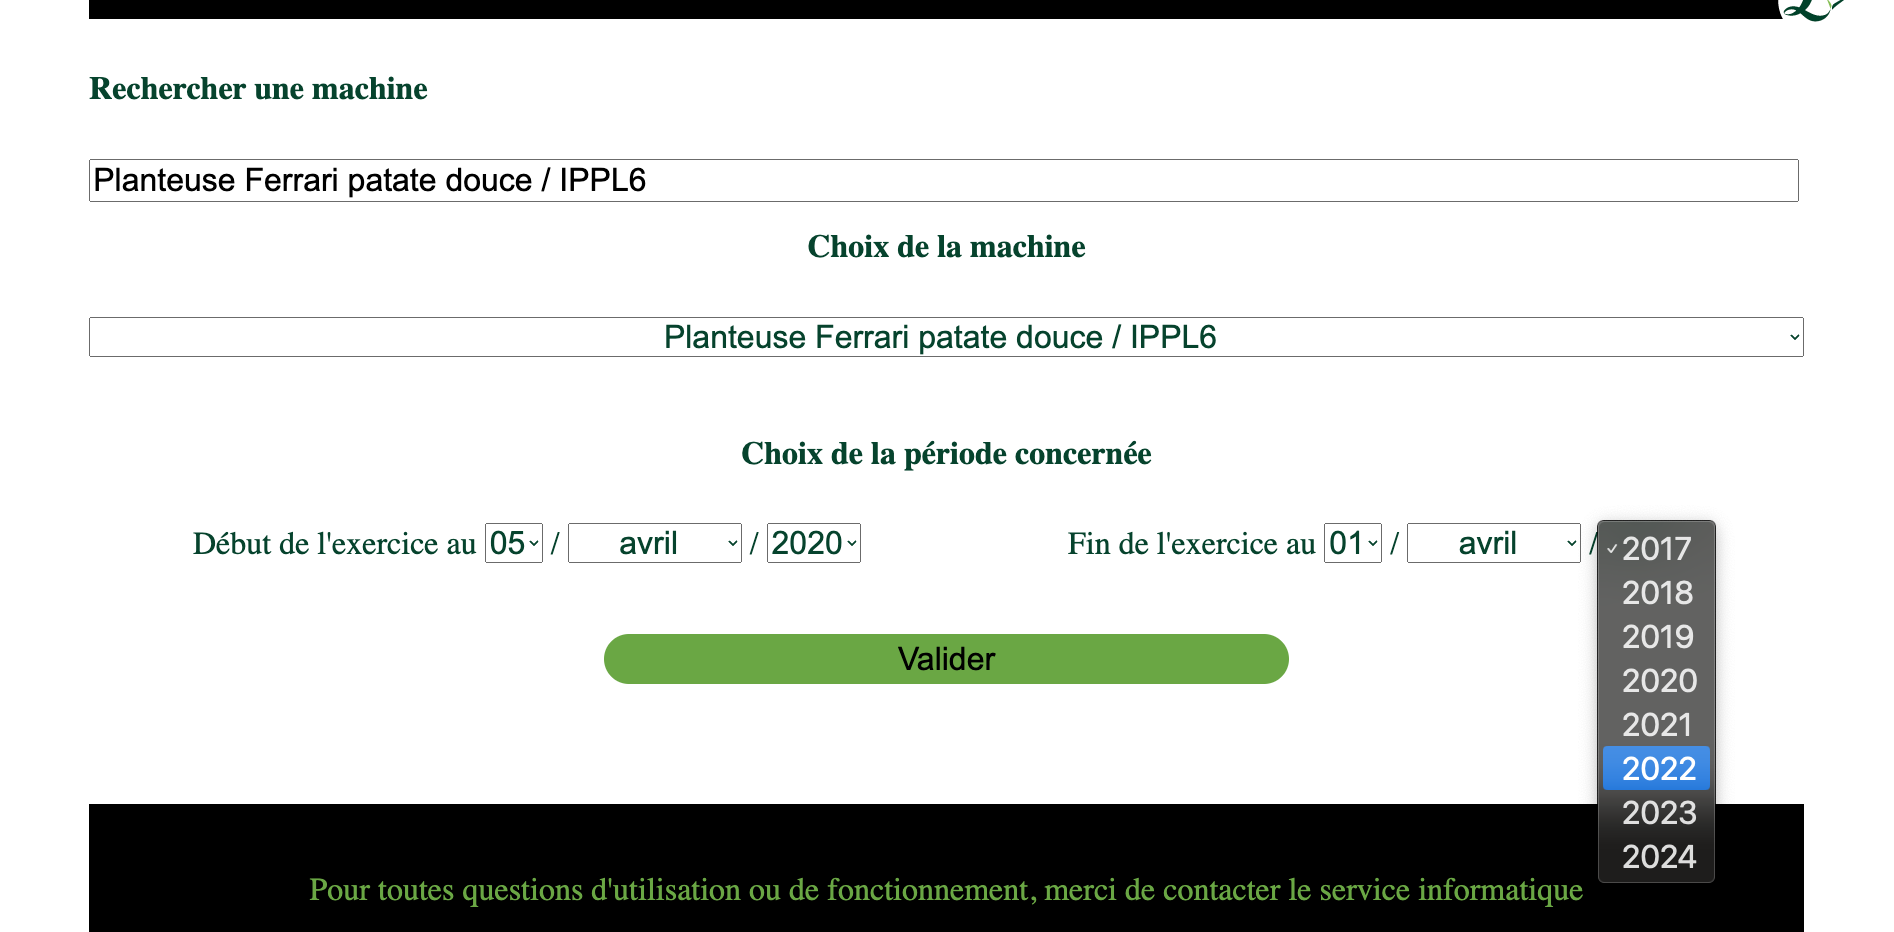 Rechercher une machine
Planteuse Ferrari patate douce / IPPL6
Choix de la machine
Planteuse Ferrari patate douce / IPPL6
Choix de la période concernée
Début de l'exercice au 05 / avril / 2020 Fin de l'exercice au 01 / avril /
2017
2018
2019
2020
2021
2022
2023
2024
Valider
Pour toutes questions d'utilisation ou de fonctionnement, merci de contacter le service informatique